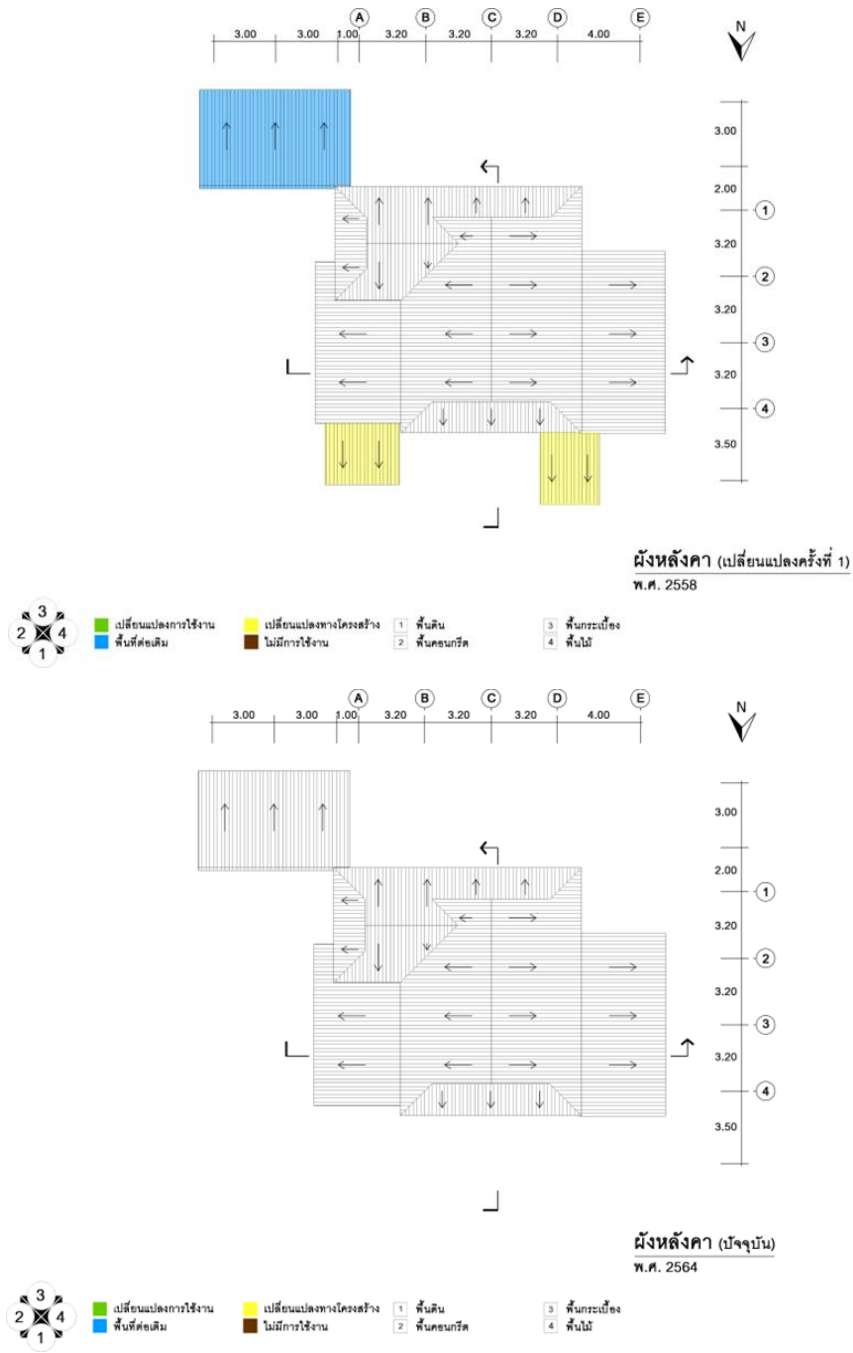 A B C D E
3.00 3.00 1.00 3.20 3.20 3.20 4.00
N
3.00
2.00
1
3.20
2
3.20
3
3.20
4
3.50
ผังหลังคา (เปลี่ยนแปลงครั้งที่ 1)
พ.ศ. 2558
3
2 4
1
เปลี่ยนแปลงการใช้งาน เปลี่ยนแปลงทางโครงสร้าง 1 พื้นดิน 3 พื้นกระเบื้อง
พื้นที่ต่อเติม ไม่มีการใช้งาน 2 พื้นคอนกรีต 4 พื้นไม้
A B C D E
3.00 3.00 1.00 3.20 3.20 3.20 4.00
N
3.00
2.00
1
3.20
2
3.20
3
3.20
4
3.50
ผังหลังคา (ปัจจุบัน)
พ.ศ. 2564
3
2 4
1
เปลี่ยนแปลงการใช้งาน เปลี่ยนแปลงทางโครงสร้าง 1 พื้นดิน 3 พื้นกระเบื้อง
พื้นที่ต่อเติม ไม่มีการใช้งาน 2 พื้นคอนกรีต 4 พื้นไม้